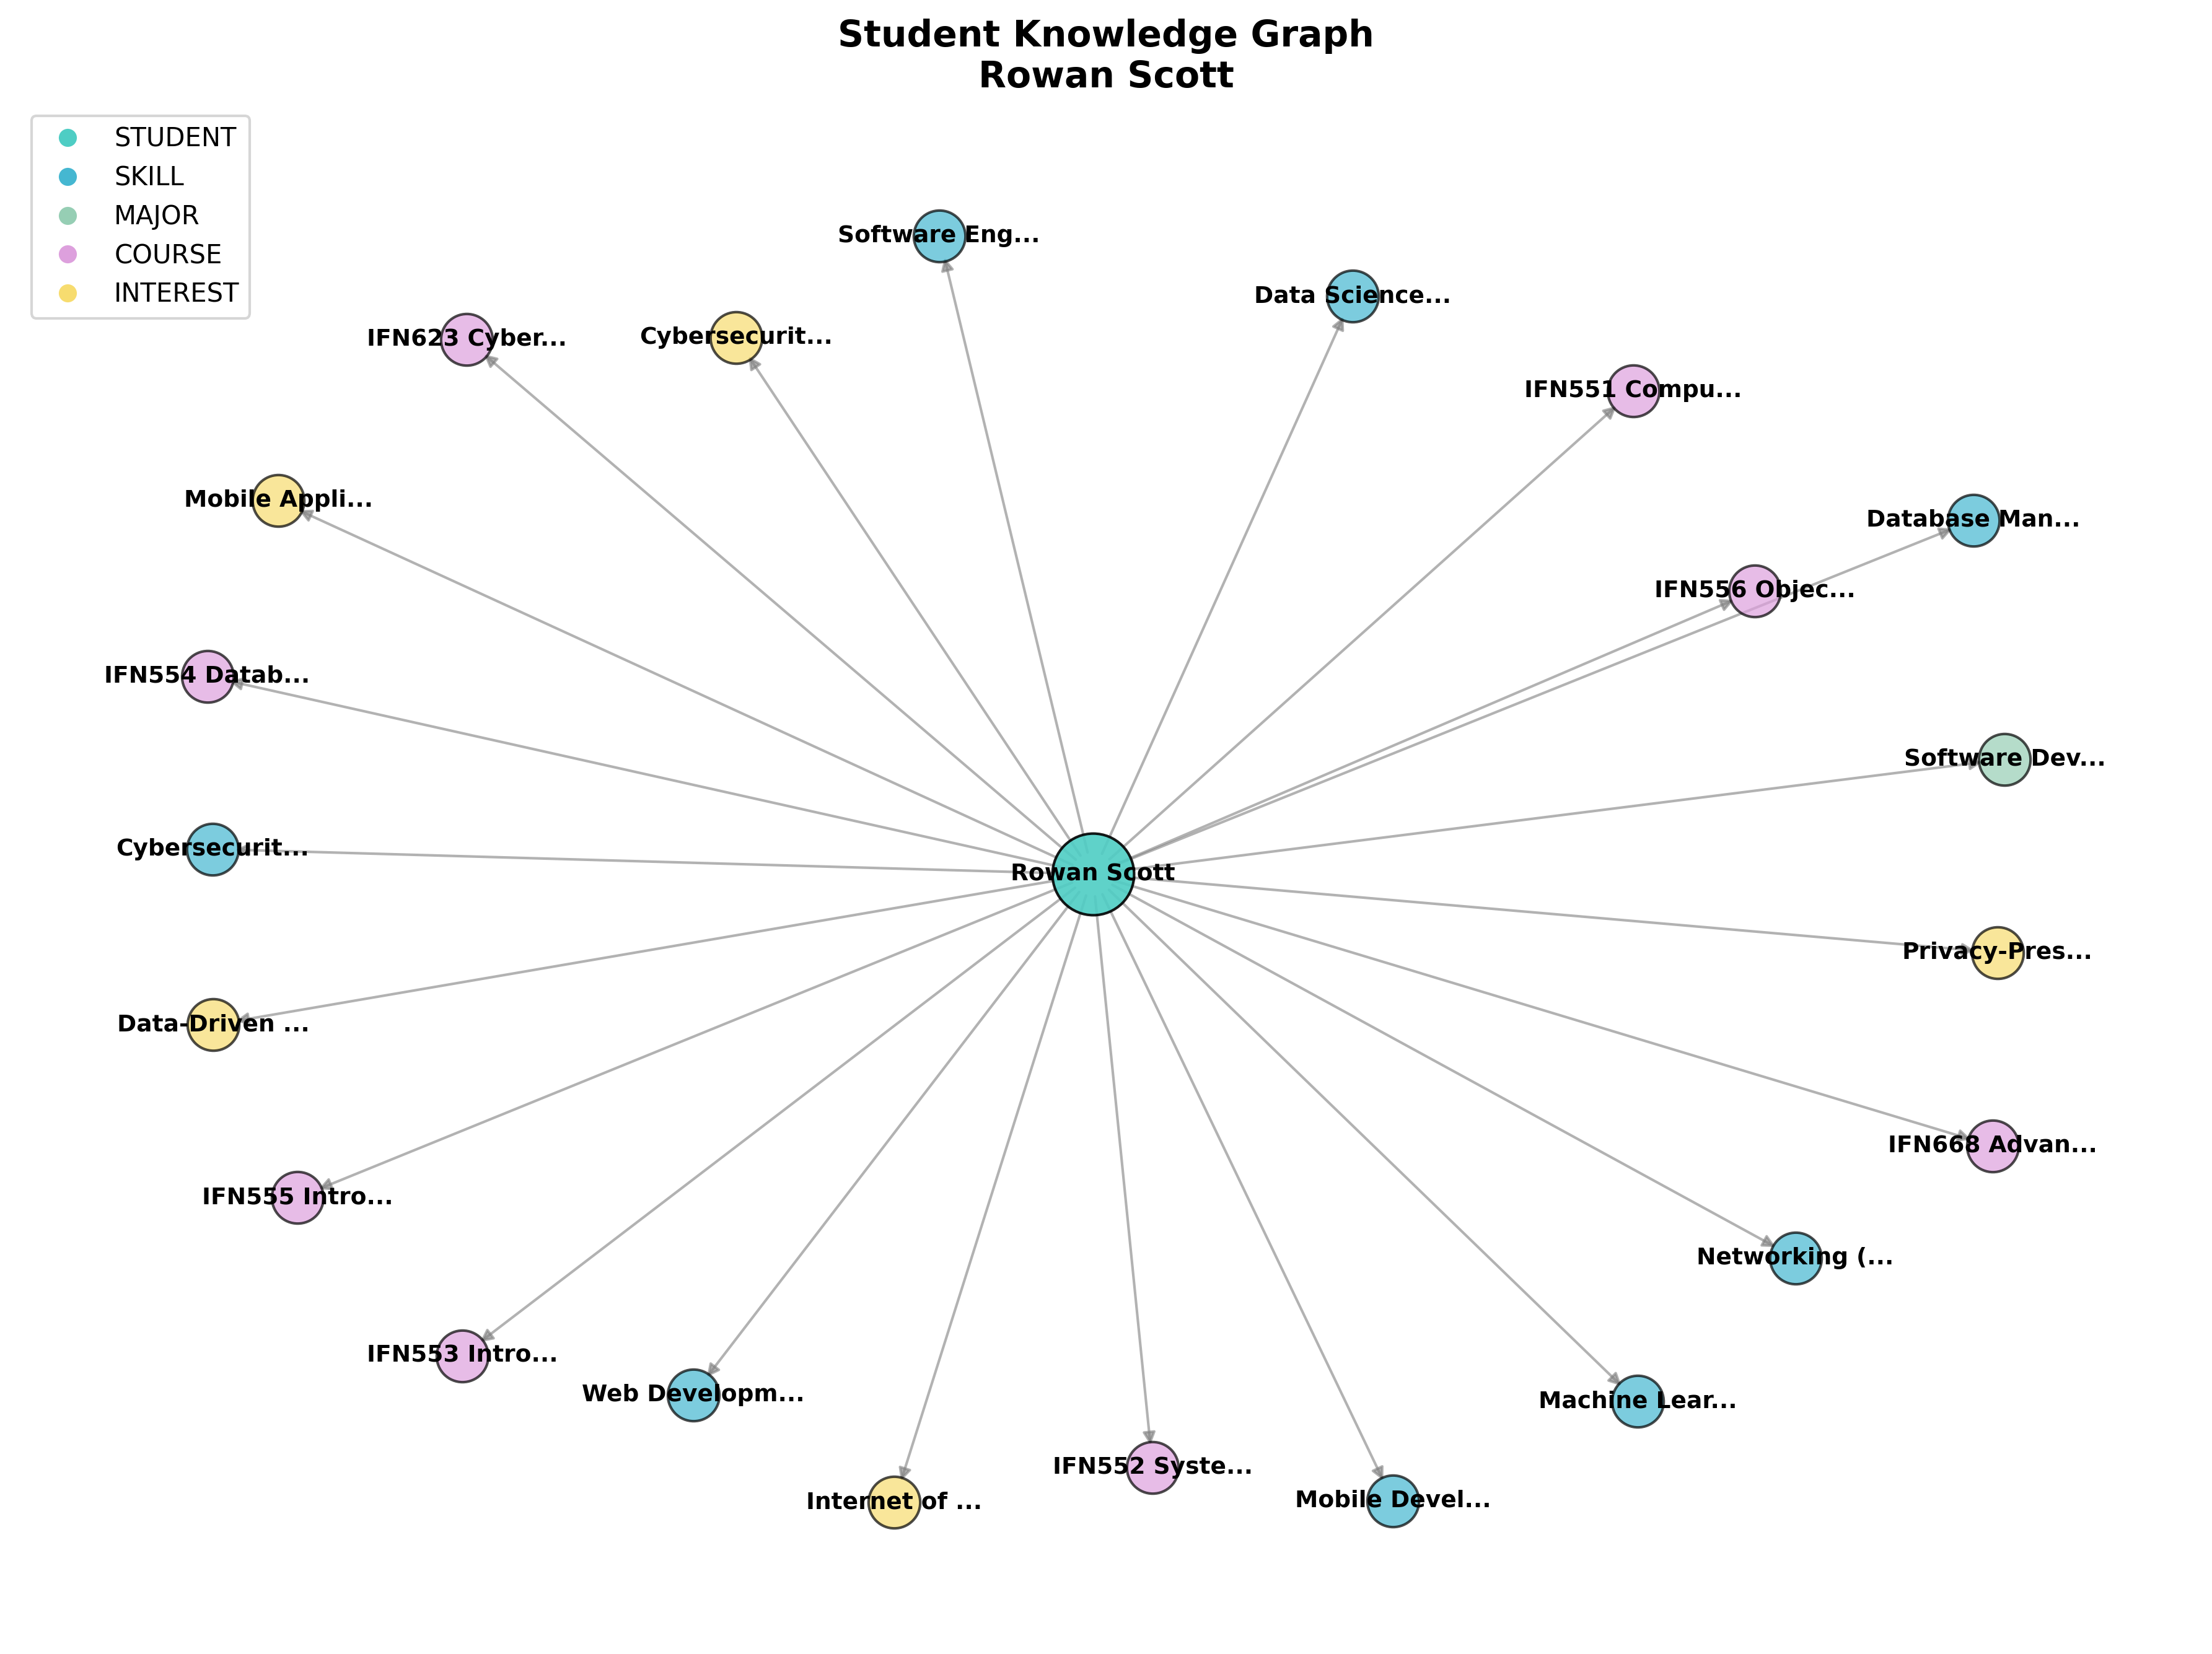 Student Knowledge Graph
Rowan Scott
STUDENT
SKILL
MAJOR
COURSE
INTEREST
Software Eng...
Data Science...
IFN623 Cyber...
Cybersecurit...
IFN551 Compu...
Mobile Appli...
Database Man...
IFN556 Objec...
IFN554 Datab...
Software Dev...
Cybersecurit...
Rowan Scott
Privacy-Pres...
Data-Driven ...
IFN668 Advan...
IFN555 Intro...
Networking (...
IFN553 Intro...
Web Developm...
Machine Lear...
IFN552 Syste...
Internet of ...
Mobile Devel...